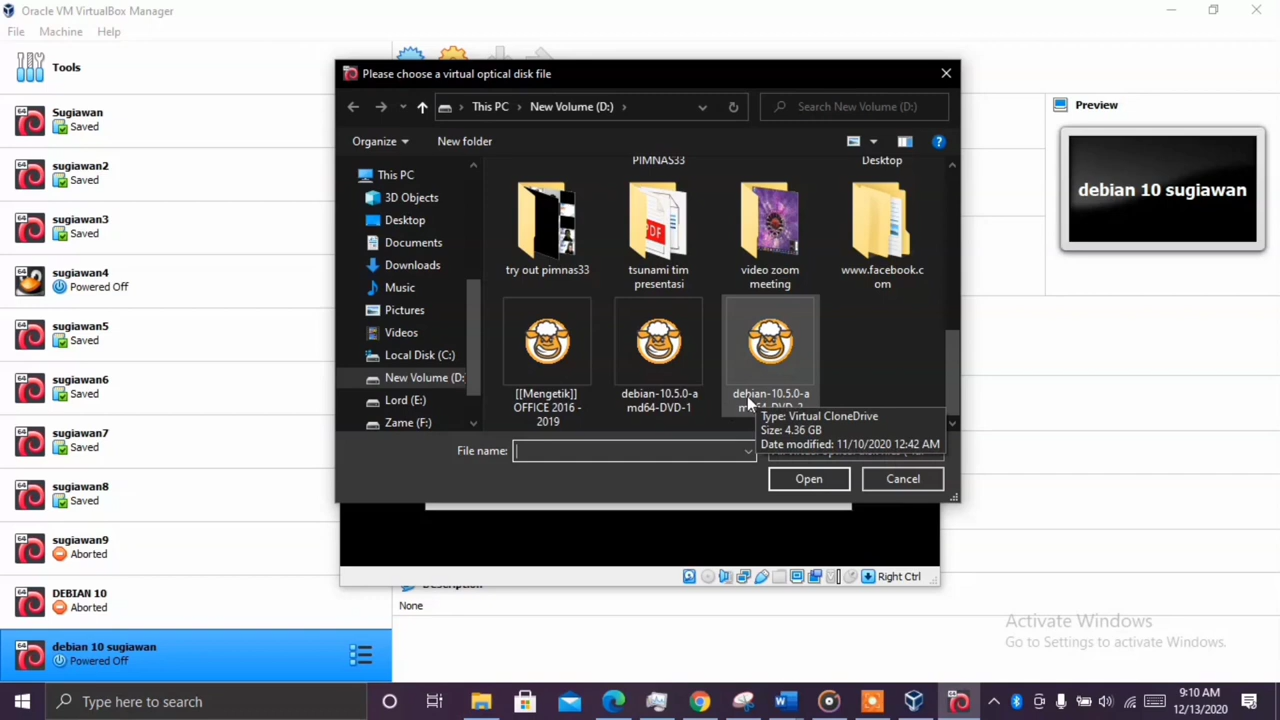 Oracle VM VirtualBox Manager
File Machine Help
Tools
Sugiawan
Saved
sugiawan2
Saved
sugiawan3
Saved
sugiawan4
Powered Off
sugiawan5
Saved
sugiawan6
Saved
sugiawan7
Saved
sugiawan8
Saved
sugiawan9
Aborted
DEBIAN 10
Aborted
debian 10 sugiawan
Powered Off
Please choose a virtual optical disk file
This PC New Volume (D:)
Search New Volume (D:)
Organize New folder
This PC
3D Objects
Desktop
Documents
Downloads
Music
Pictures
Videos
Local Disk (C:)
New Volume (D:
Lord (E:)
Zame (F:)
PIMNAS33
Desktop
try out pimnas33
tsunami tim
presentasi
video zoom
meeting
www.facebook.c
om
PDF
[[Mengetik]]
OFFICE 2016 -
2019
debian-10.5.0-a
md64-DVD-1
debian-10.5.0-a
Type: Virtual CloneDrive
Size: 4.36 GB
Date modified: 11/10/2020 12:42 AM
File name:
Open Cancel
Right Ctrl
Description
None
Preview
debian 10 sugiawan
Activate Windows
Go to Settings to activate Windows.
Type here to search
9:10 AM
12/13/2020